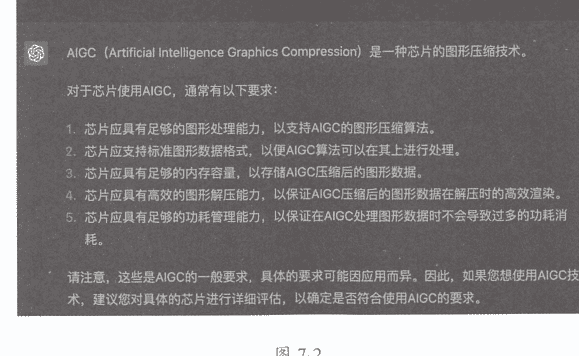 AIGC（Artificial Intelligence Graphics Compression）是一种芯片的图形压缩技术。
对于芯片使用AIGC，通常有以下要求：
1. 芯片应具有足够的图形处理能力，以支持AIGC的图形压缩算法。
2. 芯片应支持标准图形数据格式，以便AIGC算法可以在其上进行处理。
3. 芯片应具有足够的内存容量，以存储AIGC压缩后的图形数据。
4. 芯片应具有高效的图形解压能力，以保证AIGC压缩后的图形数据在解压时的高效渲染。
5. 芯片应具有足够的功耗管理能力，以保证在AIGC处理图形数据时不会导致过多的功耗消
耗。
请注意，这些是AIGC的一般要求，具体的要求可能因应用而异。因此，如果您想使用AIGC技
术，建议您对具体的芯片进行详细评估，以确定是否符合使用AIGC的要求。
图 7-2